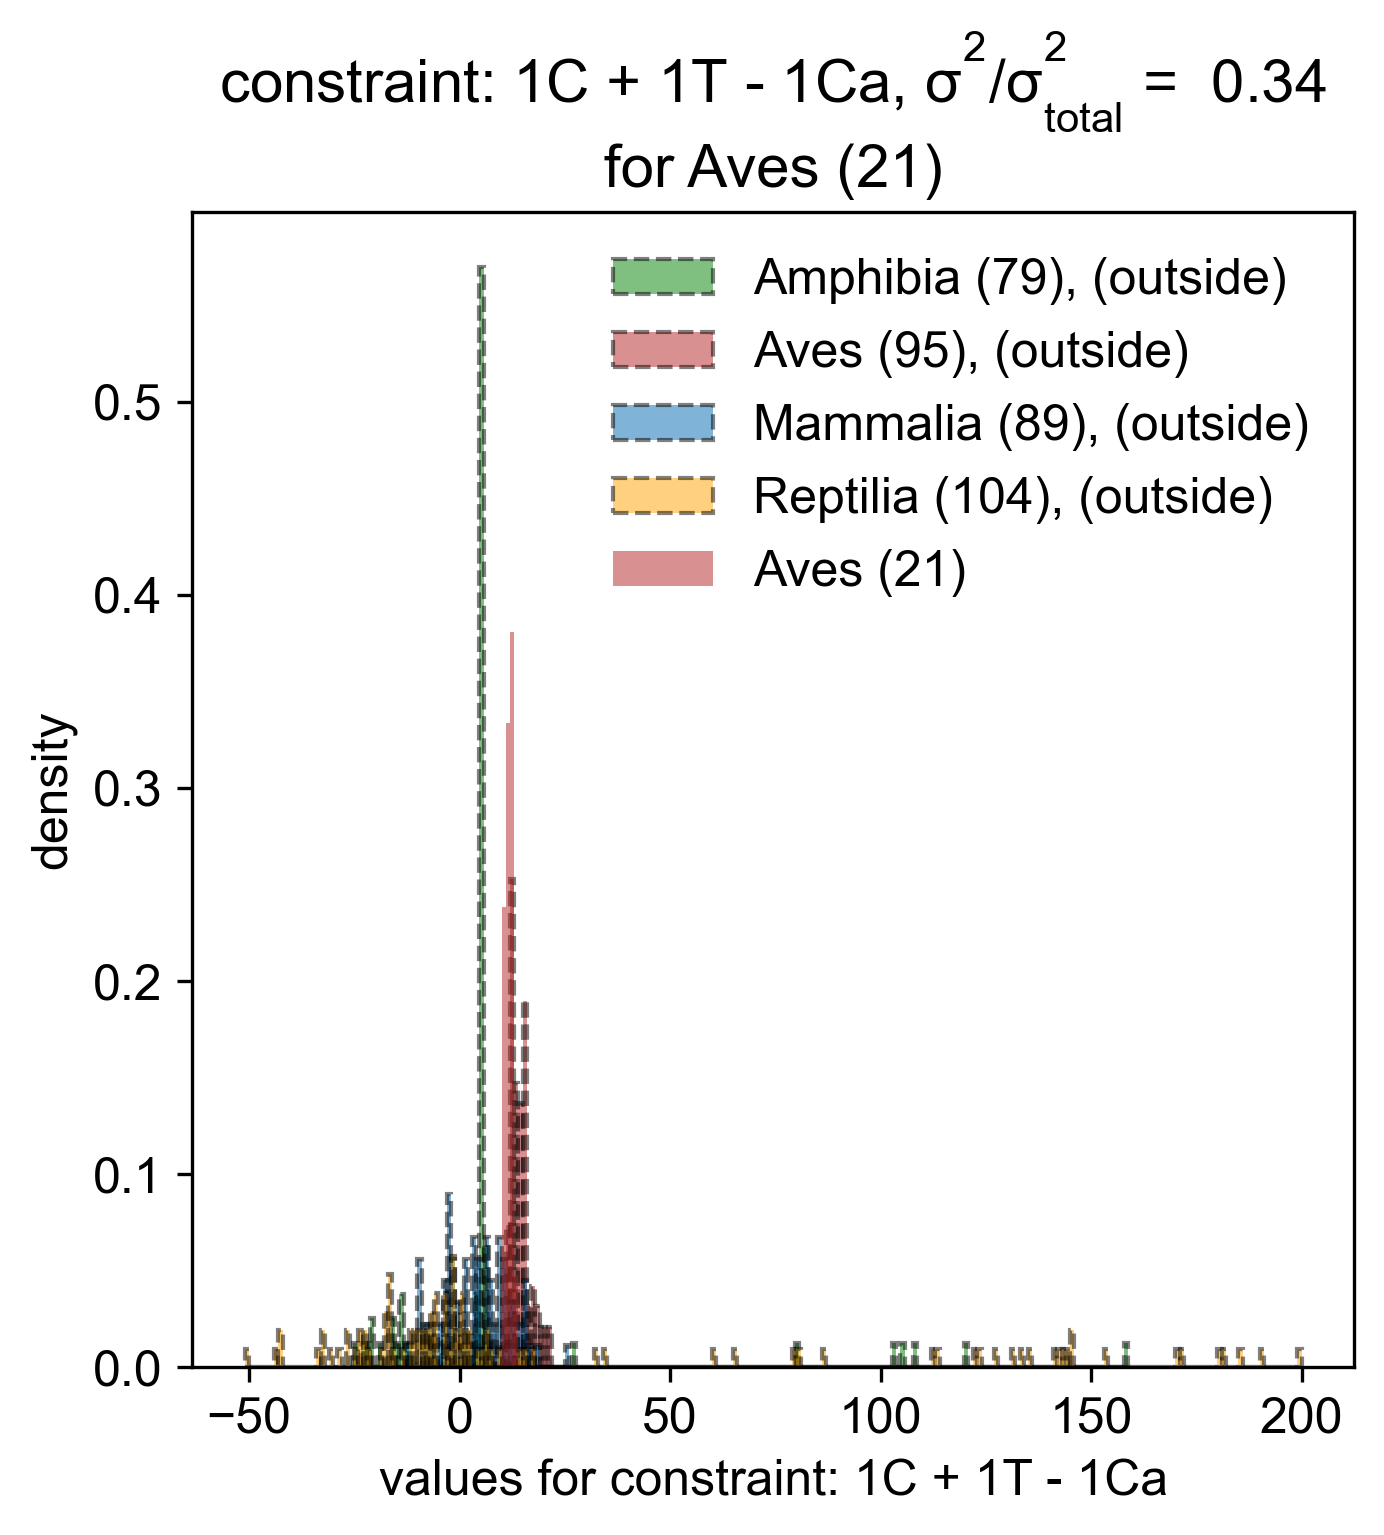 constraint: 1C + 1T - 1Ca, σ²/σ²total = 0.34
for Aves (21)
Amphibia (79), (outside)
Aves (95), (outside)
Mammalia (89), (outside)
Reptilia (104), (outside)
Aves (21)
density
0.5
0.4
0.3
0.2
0.1
0.0
−50 0 50 100 150 200
values for constraint: 1C + 1T - 1Ca